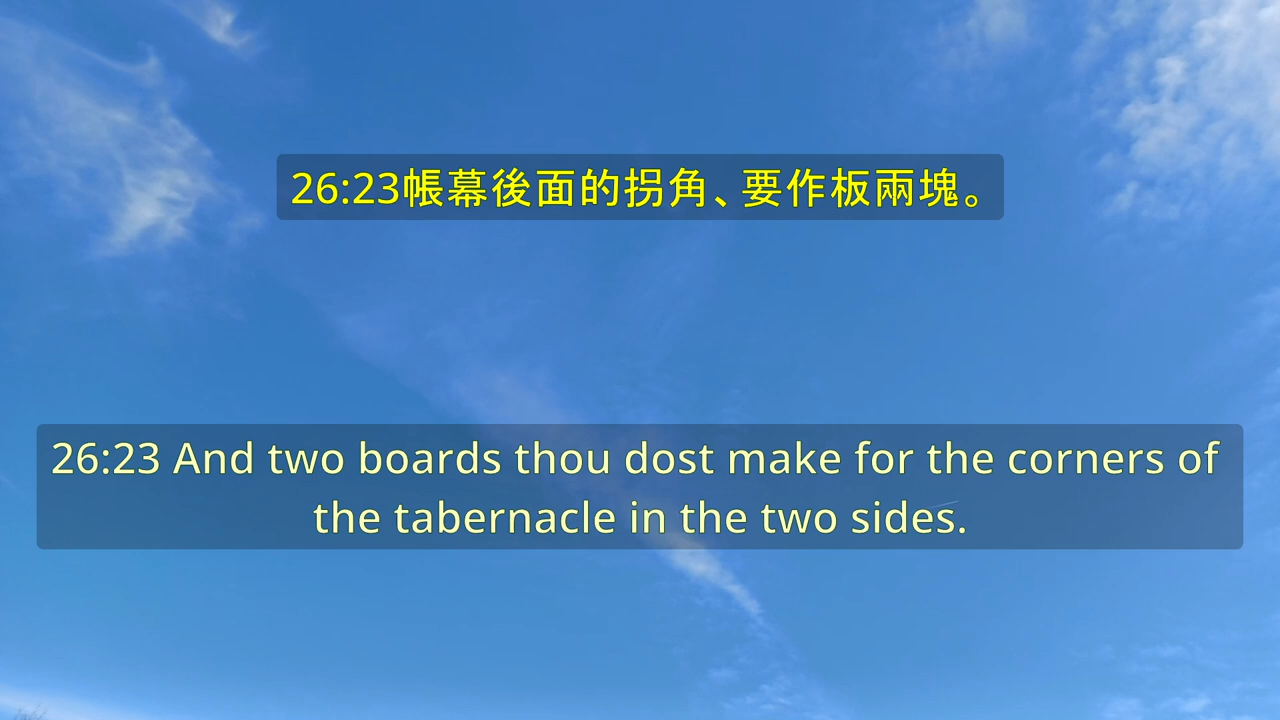 26:23帳幕後面的拐角、要作板兩塊。
26:23 And two boards thou dost make for the corners of
the tabernacle in the two sides.